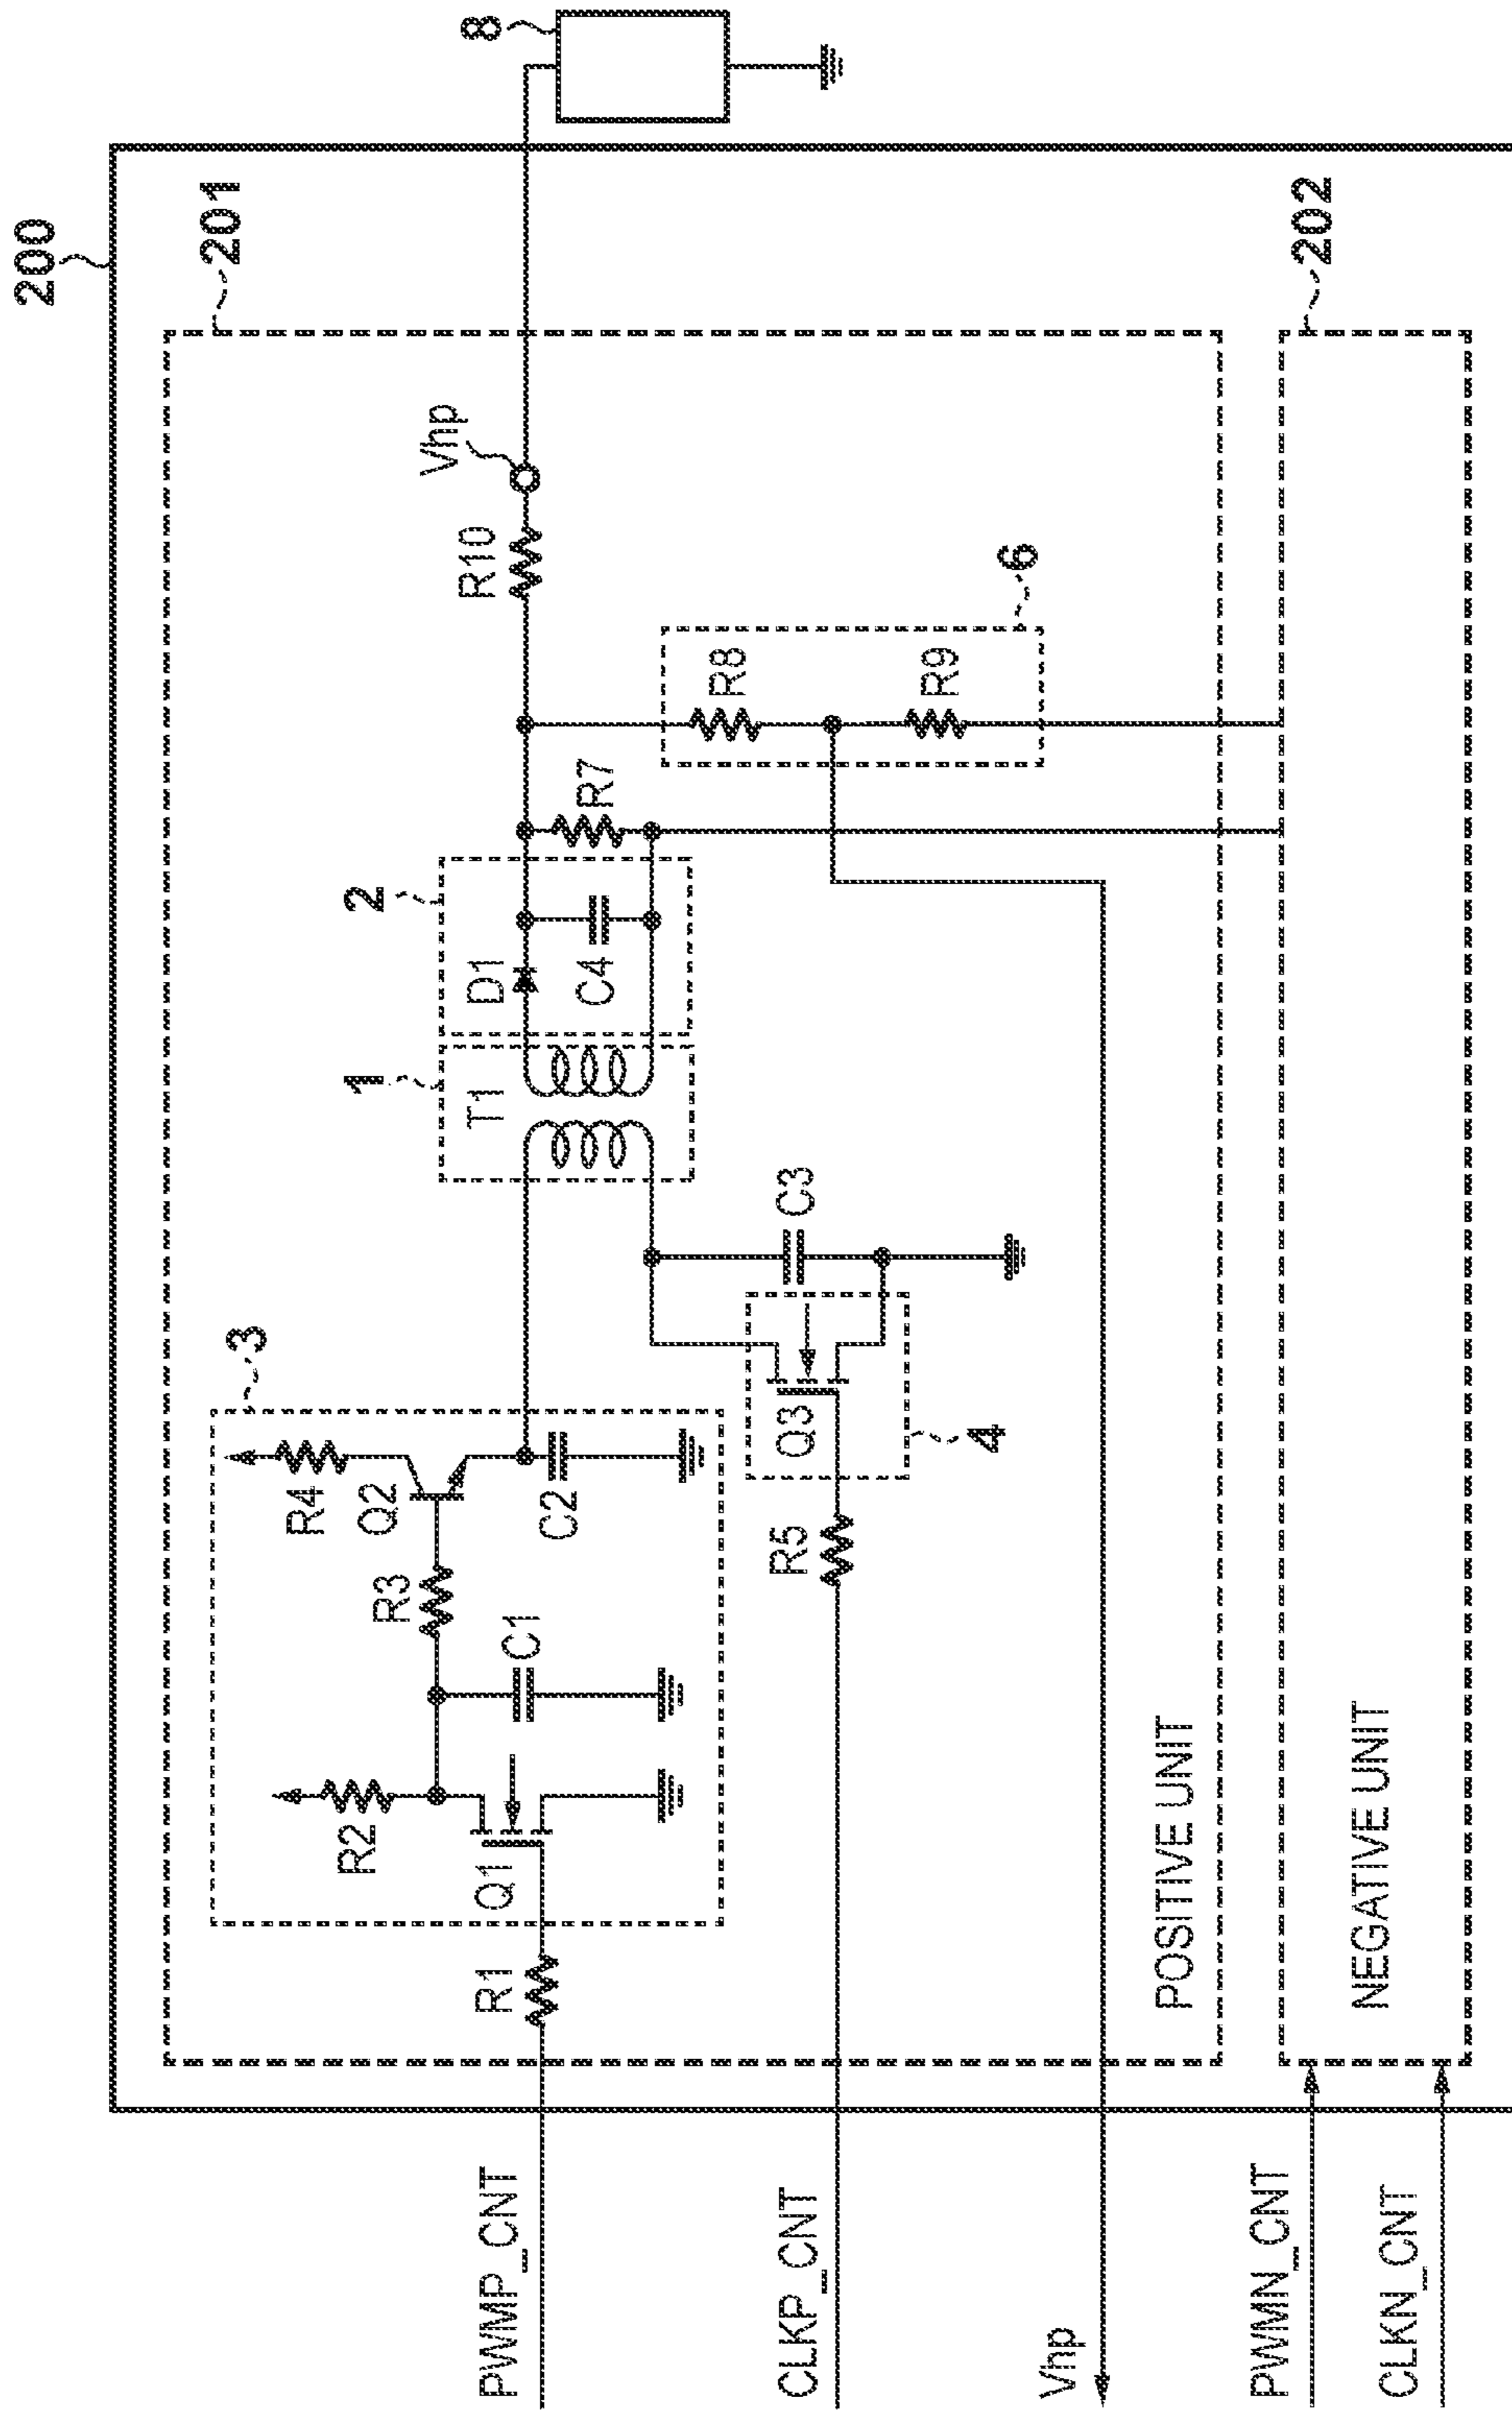 200
201
3
R4
Q2
R3
R2
C1
Q1
C2
R1
PWMP_CNT
1
T1
2
D1
C4
R7
R10
Vhp
8
R8
R9
6
C3
Q3
4
R5
CLKP_CNT
Vhp
POSITIVE UNIT
202
NEGATIVE UNIT
PWMN_CNT
CLKN_CNT